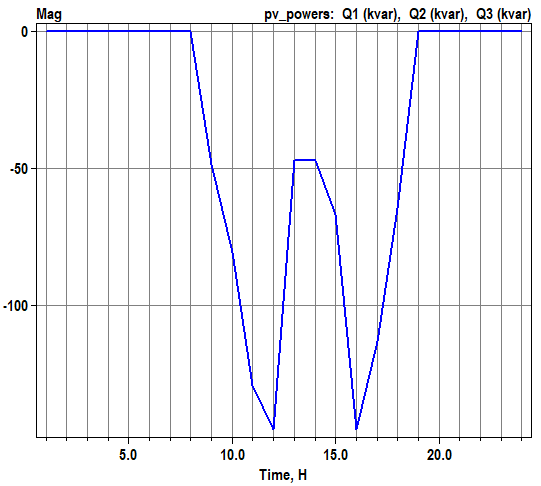 Mag pv_powers: Q1 (kvar), Q2 (kvar), Q3 (kvar)
0
-50
-100
5.0 10.0 15.0 20.0
Time, H